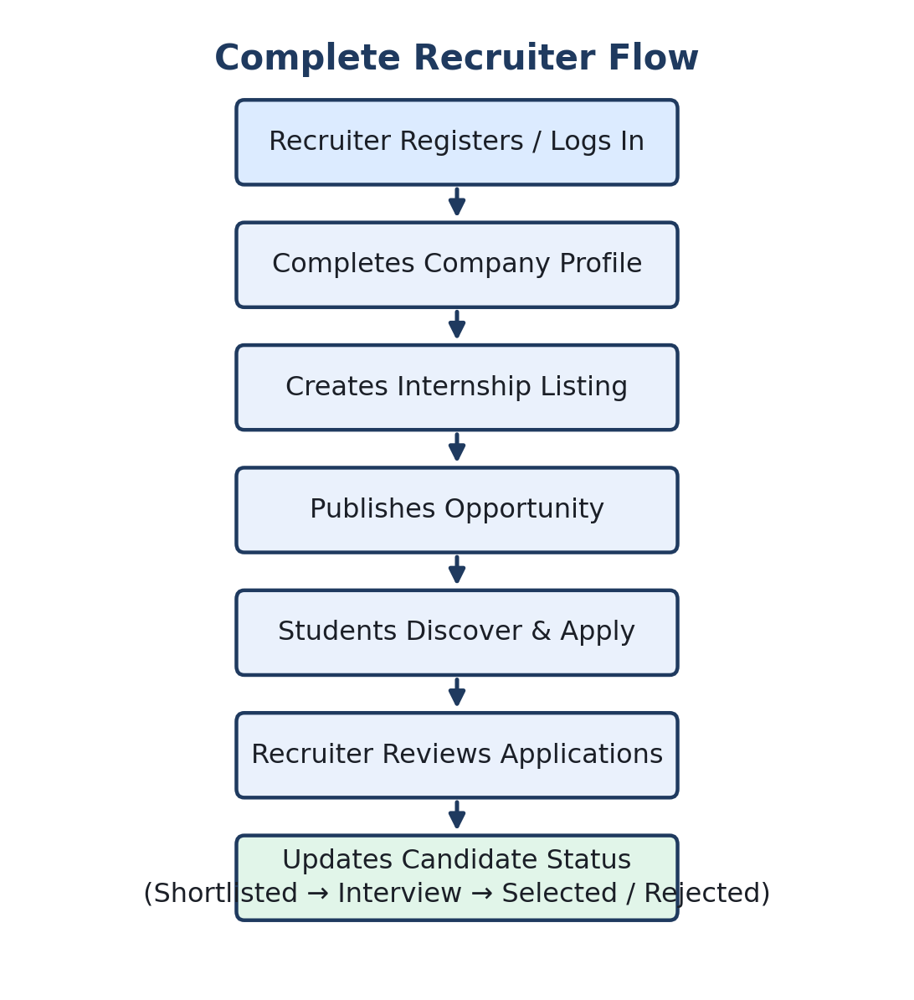 Complete Recruiter Flow
Recruiter Registers / Logs In
Completes Company Profile
Creates Internship Listing
Publishes Opportunity
Students Discover & Apply
Recruiter Reviews Applications
Updates Candidate Status
(Shortlisted → Interview → Selected / Rejected)